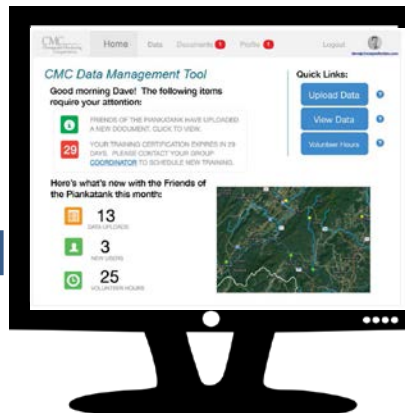 CMC
Home Data Documents 1 Profile 1 Logout
CMC Data Management Tool
Good morning Dave! The following items
require your attention:
FRIENDS OF THE PIANKATANK HAVE UPLOADED
A NEW DOCUMENT. CLICK TO VIEW.
29
YOUR TRAINING CERTIFICATION EXPIRES IN 29
DAYS. PLEASE CONTACT YOUR GROUP
COORDINATOR TO SCHEDULE NEW TRAINING.
Quick Links:
Upload Data ?
View Data ?
Volunteer Hours ?
Here's what's new with the Friends of
the Piankatank this month:
13
DATA UPLOADS
3
NEW USERS
25
VOLUNTEER HOURS